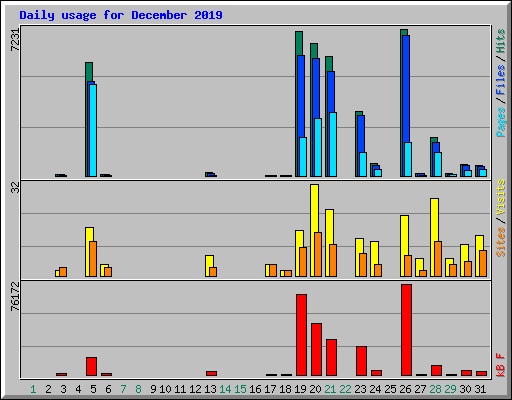 Daily usage for December 2019
7231
Pages / Files / Hits
32
Sites / Visits
76172
kB F
1 2 3 4 5 6 7 8 9 10 11 12 13 14 15 16 17 18 19 20 21 22 23 24 25 26 27 28 29 30 31